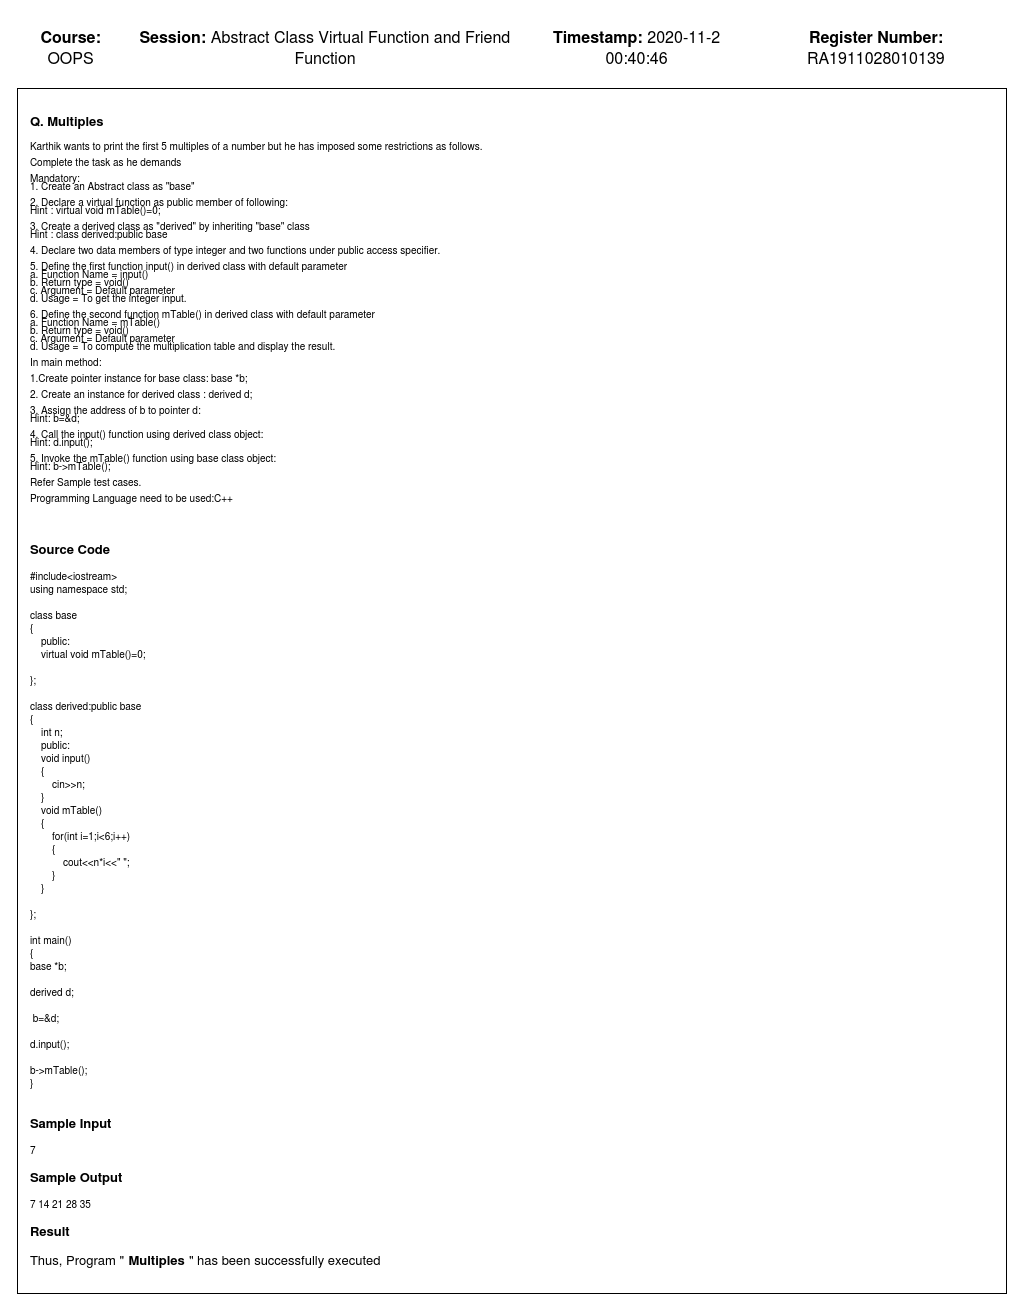 Course:
OOPS
Session: Abstract Class Virtual Function and Friend
Function
Timestamp: 2020-11-2
00:40:46
Register Number:
RA1911028010139
Q. Multiples
Karthik wants to print the first 5 multiples of a number but he has imposed some restrictions as follows.
Complete the task as he demands
Mandatory:
1. Create an Abstract class as "base"
2. Declare a virtual function as public member of following:
Hint : virtual void mTable()=0;
3. Create a derived class as "derived" by inheriting "base" class
Hint : class derived:public base
4. Declare two data members of type integer and two functions under public access specifier.
5. Define the first function input() in derived class with default parameter
a. Function Name = input()
b. Return type = void()
c. Argument = Default parameter
d. Usage = To get the integer input.
6. Define the second function mTable() in derived class with default parameter
a. Function Name = mTable()
b. Return type = void()
c. Argument = Default parameter
d. Usage = To compute the multiplication table and display the result.
In main method:
1.Create pointer instance for base class: base *b;
2. Create an instance for derived class : derived d;
3. Assign the address of b to pointer d:
Hint: b=&d;
4. Call the input() function using derived class object:
Hint: d.input();
5. Invoke the mTable() function using base class object:
Hint: b->mTable();
Refer Sample test cases.
Programming Language need to be used:C++
Source Code
#include<iostream>
using namespace std;
class base
{
public:
virtual void mTable()=0;
};
class derived:public base
{
int n;
public:
void input()
{
cin>>n;
}
void mTable()
{
for(int i=1;i<6;i++)
{
cout<<n*i<<" ";
}
}
};
int main()
{
base *b;
derived d;
b=&d;
d.input();
b->mTable();
}
Sample Input
7
Sample Output
7 14 21 28 35
Result
Thus, Program " Multiples " has been successfully executed